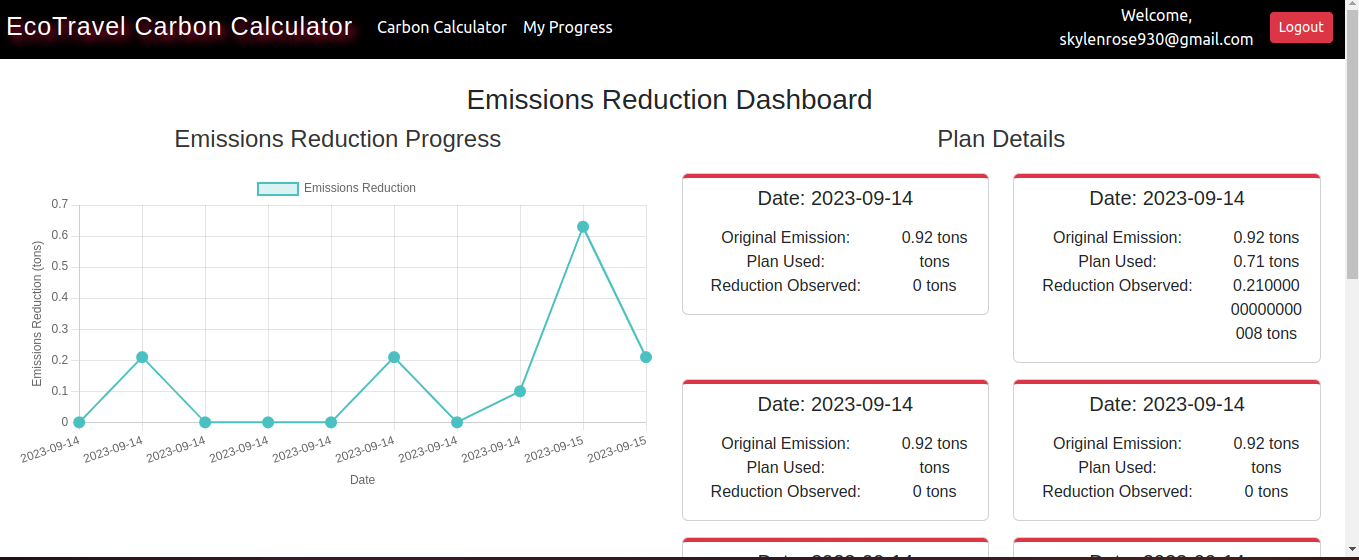 EcoTravel Carbon Calculator
Carbon Calculator
My Progress
Welcome,
skylenrose930@gmail.com
Logout
Emissions Reduction Dashboard
Emissions Reduction Progress
Emissions Reduction
Emissions Reduction (tons)
0.7
0.6
0.5
0.4
0.3
0.2
0.1
0
2023-09-14
2023-09-14
2023-09-14
2023-09-14
2023-09-14
2023-09-14
2023-09-14
2023-09-14
2023-09-15
2023-09-15
Date
Plan Details
Date: 2023-09-14
Original Emission: 0.92 tons
Plan Used: tons
Reduction Observed: 0 tons
Date: 2023-09-14
Original Emission: 0.92 tons
Plan Used: 0.71 tons
Reduction Observed: 0.210000
00000000
008 tons
Date: 2023-09-14
Original Emission: 0.92 tons
Plan Used: tons
Reduction Observed: 0 tons
Date: 2023-09-14
Original Emission: 0.92 tons
Plan Used: tons
Reduction Observed: 0 tons